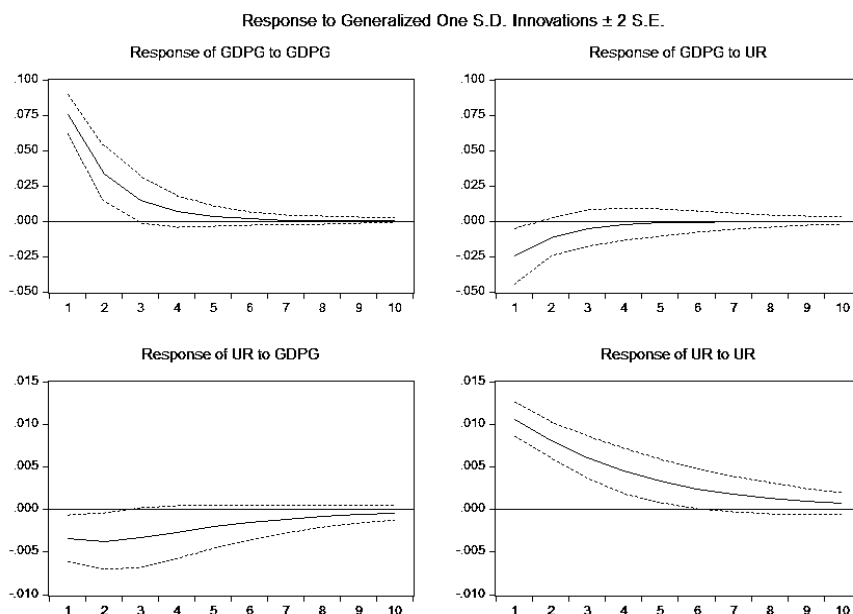 Response to Generalized One S.D. Innovations ± 2 S.E.
Response of GDPG to GDPG
.100
.075
.050
.025
.000
-.025
-.050
1 2 3 4 5 6 7 8 9 10
Response of GDPG to UR
.100
.075
.050
.025
.000
-.025
-.050
1 2 3 4 5 6 7 8 9 10
Response of UR to GDPG
.015
.010
.005
.000
-.005
-.010
1 2 3 4 5 6 7 8 9 10
Response of UR to UR
.015
.010
.005
.000
-.005
-.010
1 2 3 4 5 6 7 8 9 10